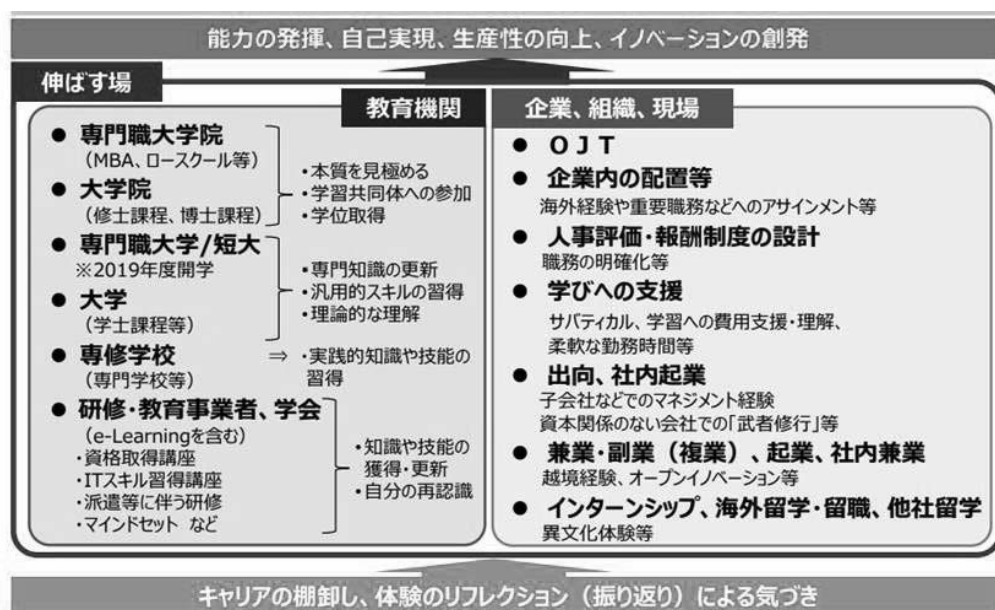 能力の発揮、自己実現、生産性の向上、イノベーションの創発
伸ばす場
教育機関
● 専門職大学院
（MBA、ロースクール等）
● 大学院
（修士課程、博士課程）
・本質を見極める
・学習共同体への参加
・学位取得
● 専門職大学/短大
※2019年度開学
● 大学
（学士課程等）
・専門知識の更新
・汎用的スキルの習得
・理論的な理解
● 専修学校
（専門学校等）
⇒ ・実践的知識や技能の
習得
● 研修・教育事業者、学会
（e-Learningを含む）
・資格取得講座
・ITスキル習得講座
・派遣等に伴う研修
・マインドセット など
・知識や技能の
獲得・更新
・自分の再認識
企業、組織、現場
● ＯＪＴ
● 企業内の配置等
海外経験や重要職務などへのアサインメント等
● 人事評価・報酬制度の設計
職務の明確化等
● 学びへの支援
サバティカル、学習への費用支援・理解、
柔軟な勤務時間等
● 出向、社内起業
子会社などでのマネジメント経験
資本関係のない会社での「武者修行」等
● 兼業・副業（複業）、起業、社内兼業
越境経験、オープンイノベーション等
● インターンシップ、海外留学・留職、他社留学
異文化体験等
キャリアの棚卸し、体験のリフレクション（振り返り）による気づき